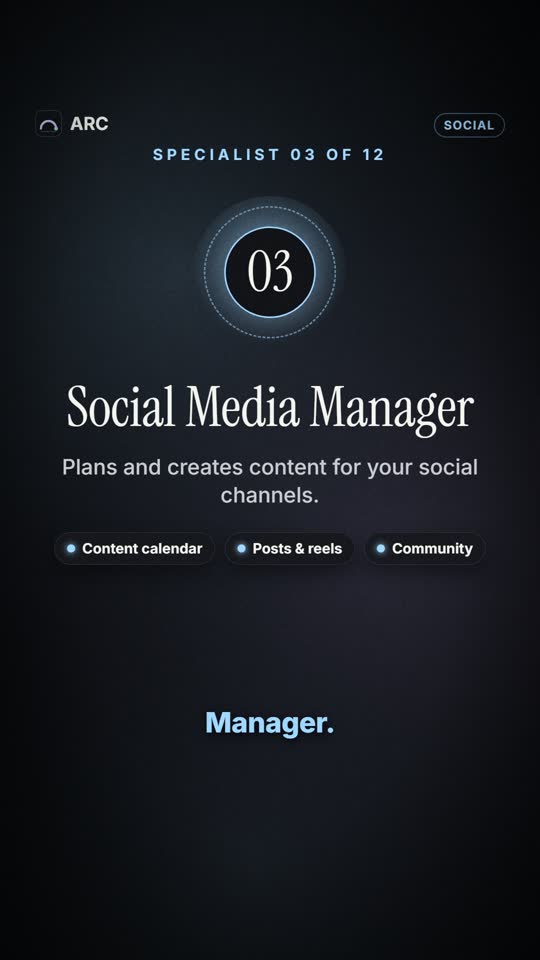 ARC
SOCIAL
SPECIALIST 03 OF 12
03
Social Media Manager
Plans and creates content for your social
channels.
Content calendar
Posts & reels
Community
Manager.